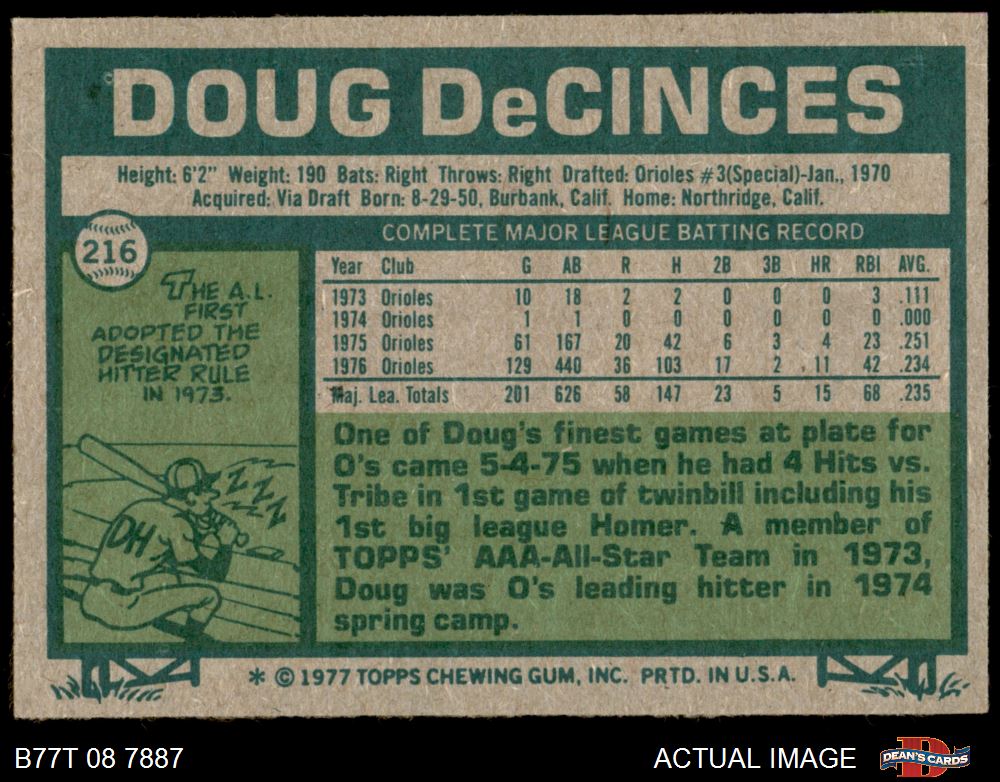 DOUG DeCINCES
Height: 6'2" Weight: 190 Bats: Right Throws: Right Drafted: Orioles #3(Special)-Jan., 1970
Acquired: Via Draft Born: 8-29-50, Burbank, Calif. Home: Northridge, Calif.
216
THE A.L.
FIRST
ADOPTED THE
DESIGNATED
HITTER RULE
IN 1973.
DH
Z Z Z Z Z Z
COMPLETE MAJOR LEAGUE BATTING RECORD
Year Club G AB R H 2B 3B HR RBI AVG.
1973 Orioles 10 18 2 2 0 0 0 3 .111
1974 Orioles 1 1 0 0 0 0 0 0 .000
1975 Orioles 61 167 20 42 6 3 4 23 .251
1976 Orioles 129 440 36 103 17 2 11 42 .234
Maj. Lea. Totals 201 626 58 147 23 5 15 68 .235
One of Doug's finest games at plate for
O's came 5-4-75 when he had 4 Hits vs.
Tribe in 1st game of twinbill including his
1st big league Homer. A member of
TOPPS' AAA-All-Star Team in 1973,
Doug was O's leading hitter in 1974
spring camp.
* © 1977 TOPPS CHEWING GUM, INC. PRTD. IN U.S.A.
B77T 08 7887
ACTUAL IMAGE
DEAN'S CARDS